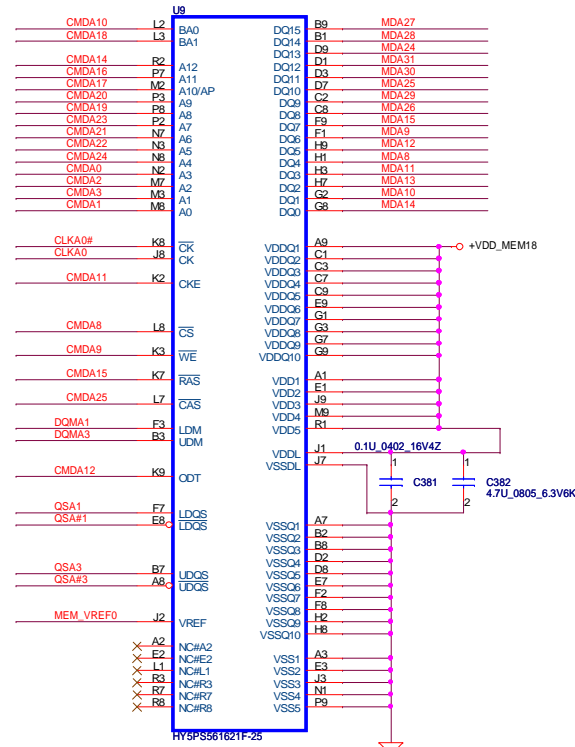 U9
CMDA10 L2 BA0 DQ15 B9 MDA27
CMDA18 L3 BA1 DQ14 B1 MDA28
DQ13 D9 MDA24
CMDA14 R2 A12 DQ12 D1 MDA31
CMDA16 P7 A11 DQ11 D3 MDA30
CMDA17 M2 A10/AP DQ10 D7 MDA25
CMDA20 P3 A9 DQ9 C2 MDA29
CMDA19 P8 A8 DQ8 C8 MDA26
CMDA23 P2 A7 DQ7 F9 MDA15
CMDA21 N7 A6 DQ6 F1 MDA9
CMDA22 N3 A5 DQ5 H9 MDA12
CMDA24 N8 A4 DQ4 H1 MDA8
CMDA0 N2 A3 DQ3 H3 MDA11
CMDA2 M7 A2 DQ2 H7 MDA13
CMDA3 M3 A1 DQ1 G2 MDA10
CMDA1 M8 A0 DQ0 G8 MDA14
CLKA0# K8 CK VDDQ1 A9 +VDD_MEM18
CLKA0 J8 CK VDDQ2 C1
VDDQ3 C3
CMDA11 K2 CKE VDDQ4 C7
VDDQ5 C9
VDDQ6 E9
VDDQ7 G1
CMDA8 L8 CS VDDQ8 G3
VDDQ9 G7
CMDA9 K3 WE VDDQ10 G9
CMDA15 K7 RAS VDD1 A1
VDD2 E1
CMDA25 L7 CAS VDD3 J9
VDD4 M9
DQMA1 F3 LDM VDD5 R1
DQMA3 B3 UDM
VDDL J1 0.1U_0402_16V4Z
VSSDL J7 1 1
CMDA12 K9 ODT C381 C382
4.7U_0805_6.3V6K
2 2
QSA1 F7 LDQS VSSQ1 A7
QSA#1 E8 LDQS VSSQ2 B2
VSSQ3 B8
VSSQ4 D2
QSA3 B7 UDQS VSSQ5 D8
QSA#3 A8 UDQS VSSQ6 E7
VSSQ7 F2
VSSQ8 F8
MEM_VREF0 J2 VREF VSSQ9 H2
VSSQ10 H8
A2 NC#A2
E2 NC#E2 VSS1 A3
L1 NC#L1 VSS2 E3
R3 NC#R3 VSS3 J3
R7 NC#R7 VSS4 N1
R8 NC#R8 VSS5 P9
HY5PS561621F-25